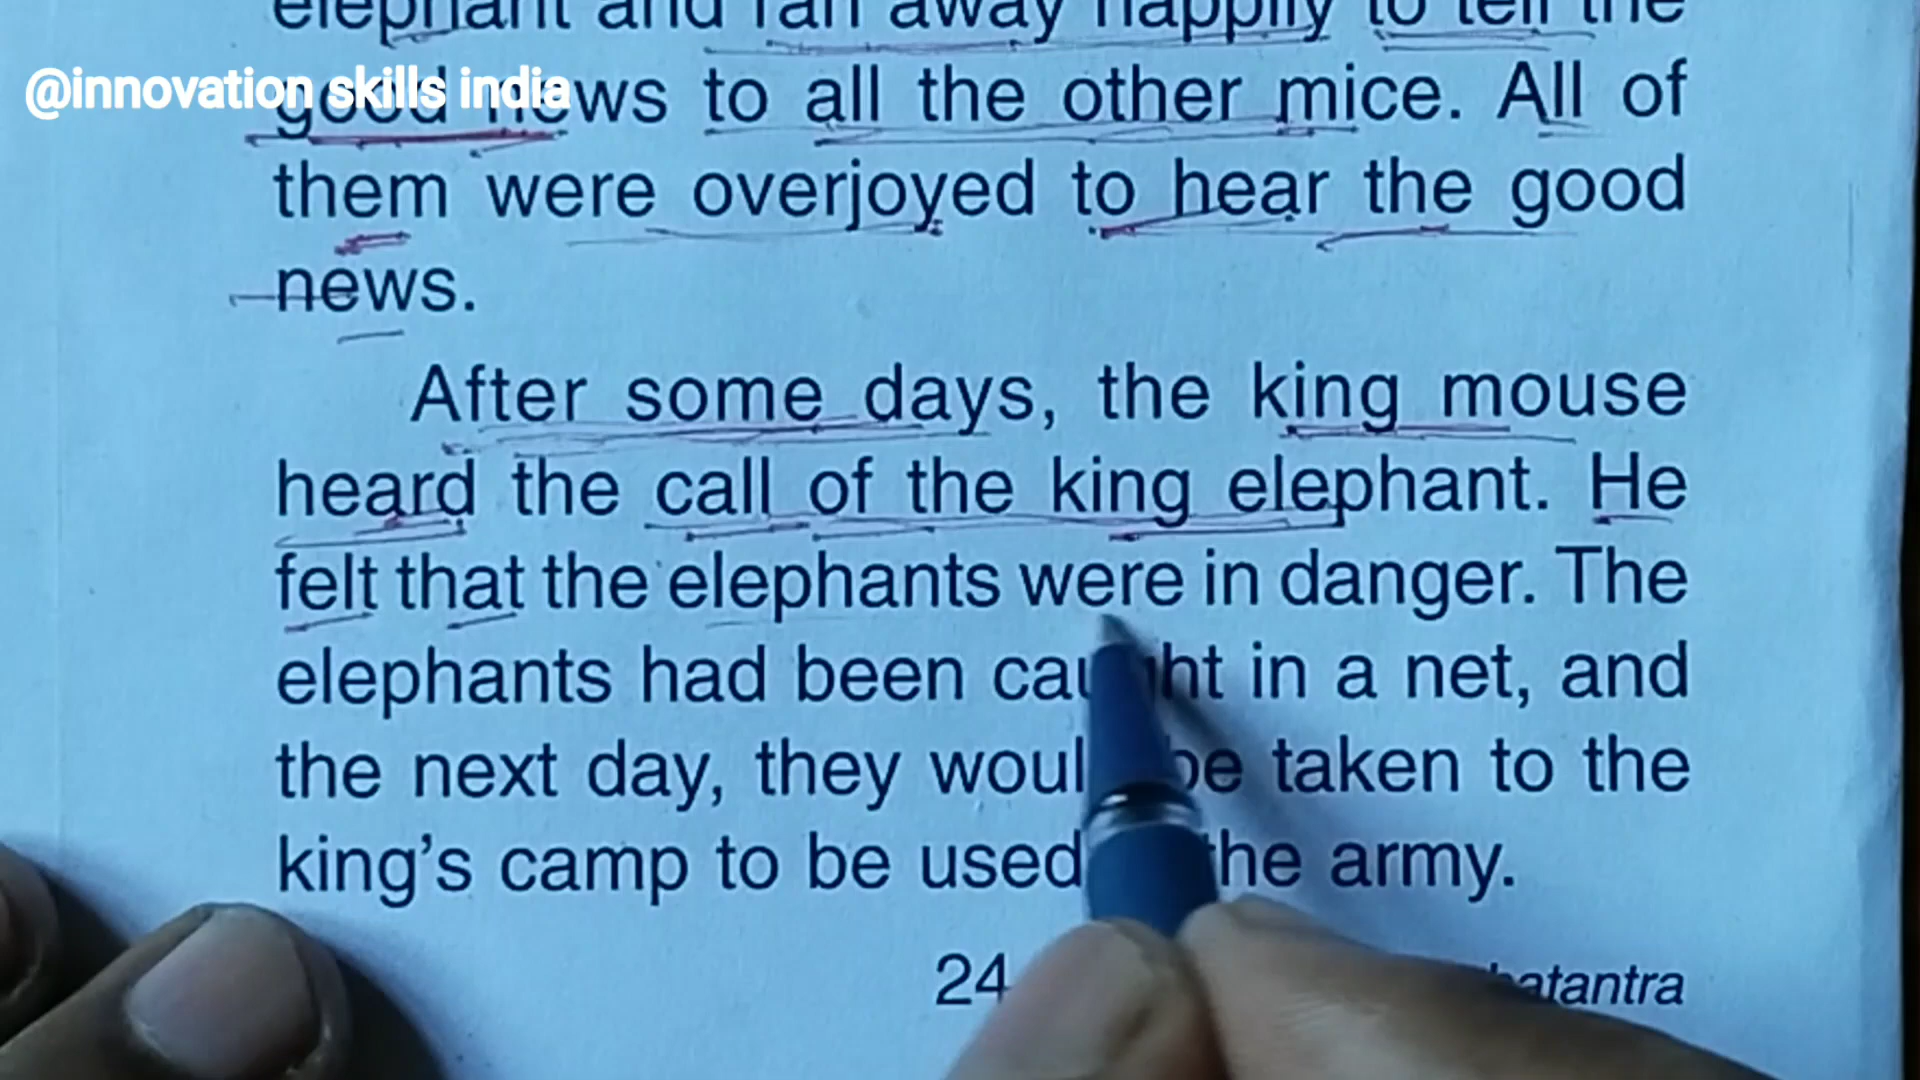 elephant and ran away happily to tell the
@innovation skills india
good news to all the other mice. All of
them were overjoyed to hear the good
news.
After some days, the king mouse
heard the call of the king elephant. He
felt that the elephants were in danger. The
elephants had been caught in a net, and
the next day, they would be taken to the
king's camp to be used the army.
24